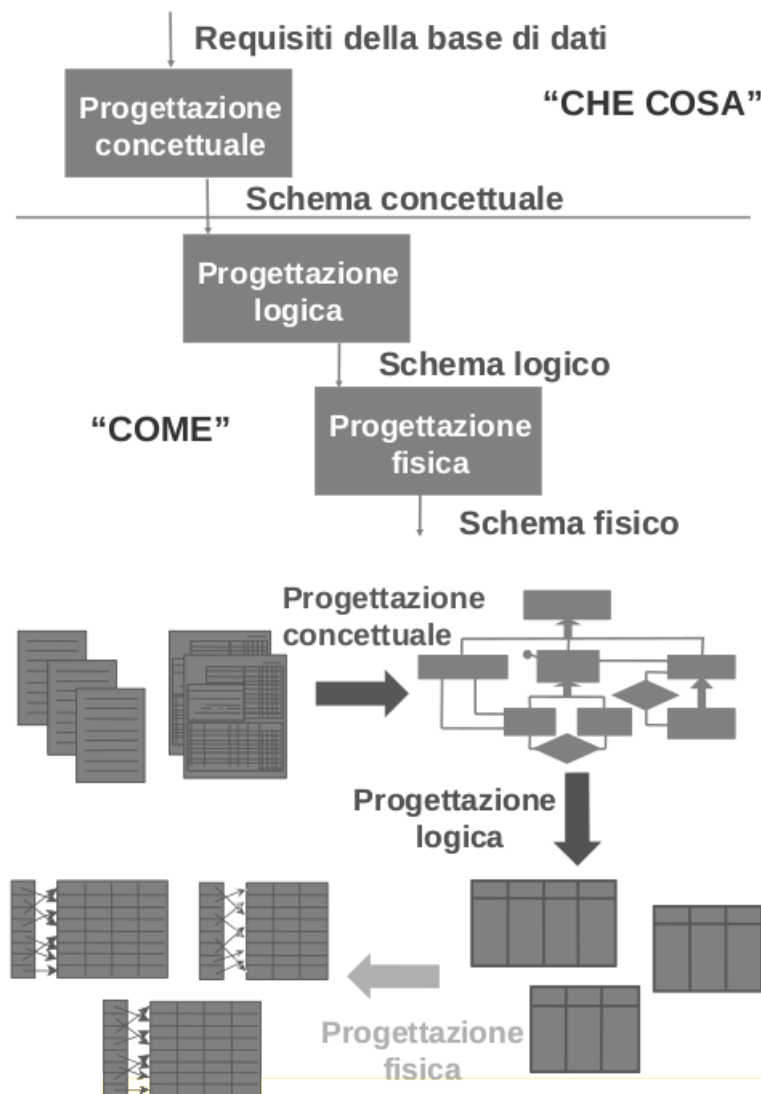 Requisiti della base di dati
Progettazione
concettuale
“CHE COSA”
Schema concettuale
Progettazione
logica
Schema logico
“COME”
Progettazione
fisica
Schema fisico
Progettazione
concettuale
Progettazione
logica
Progettazione
fisica